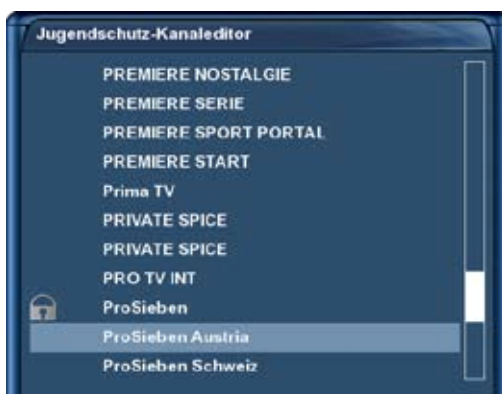 Jugendschutz-Kanaleditor
PREMIERE NOSTALGIE
PREMIERE SERIE
PREMIERE SPORT PORTAL
PREMIERE START
Prima TV
PRIVATE SPICE
PRIVATE SPICE
PRO TV INT
ProSieben
ProSieben Austria
ProSieben Schweiz